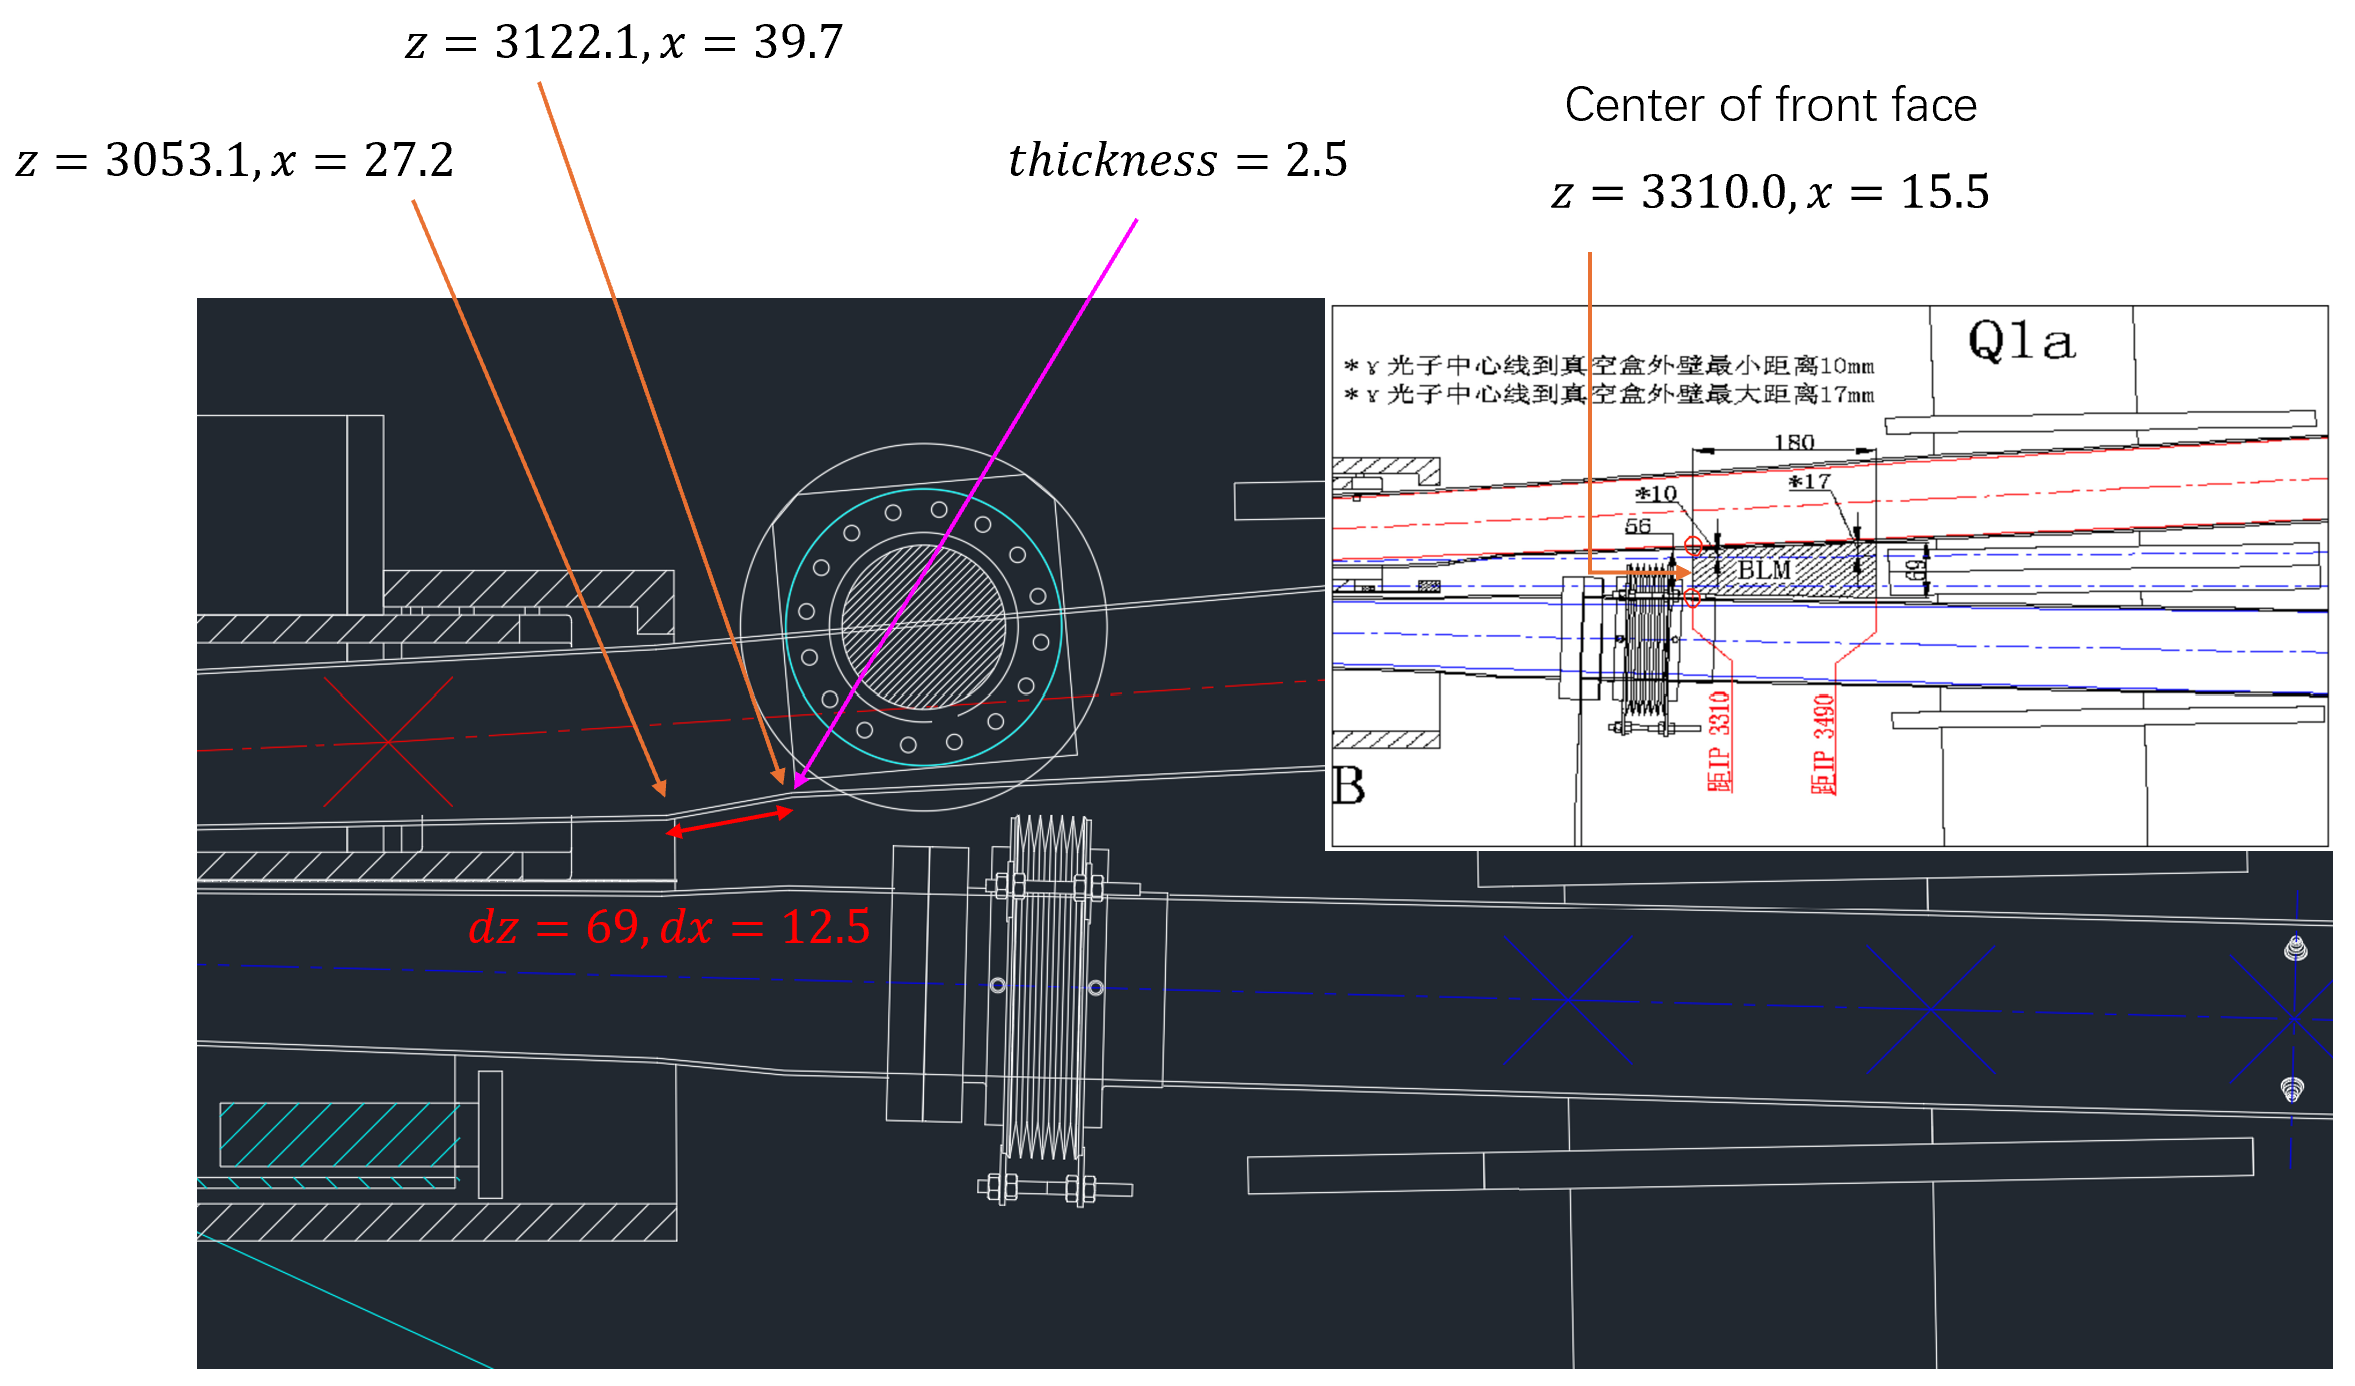 z = 3122.1, x = 39.7
z = 3053.1, x = 27.2
thickness = 2.5
Center of front face
z = 3310.0, x = 15.5
Q1a
*γ光子中心线到真空盒外壁最小距离10mm
*γ光子中心线到真空盒外壁最大距离17mm
180
*10
*17
56
BLM
69
距IP 3310
距IP 3490
B
dz = 69, dx = 12.5